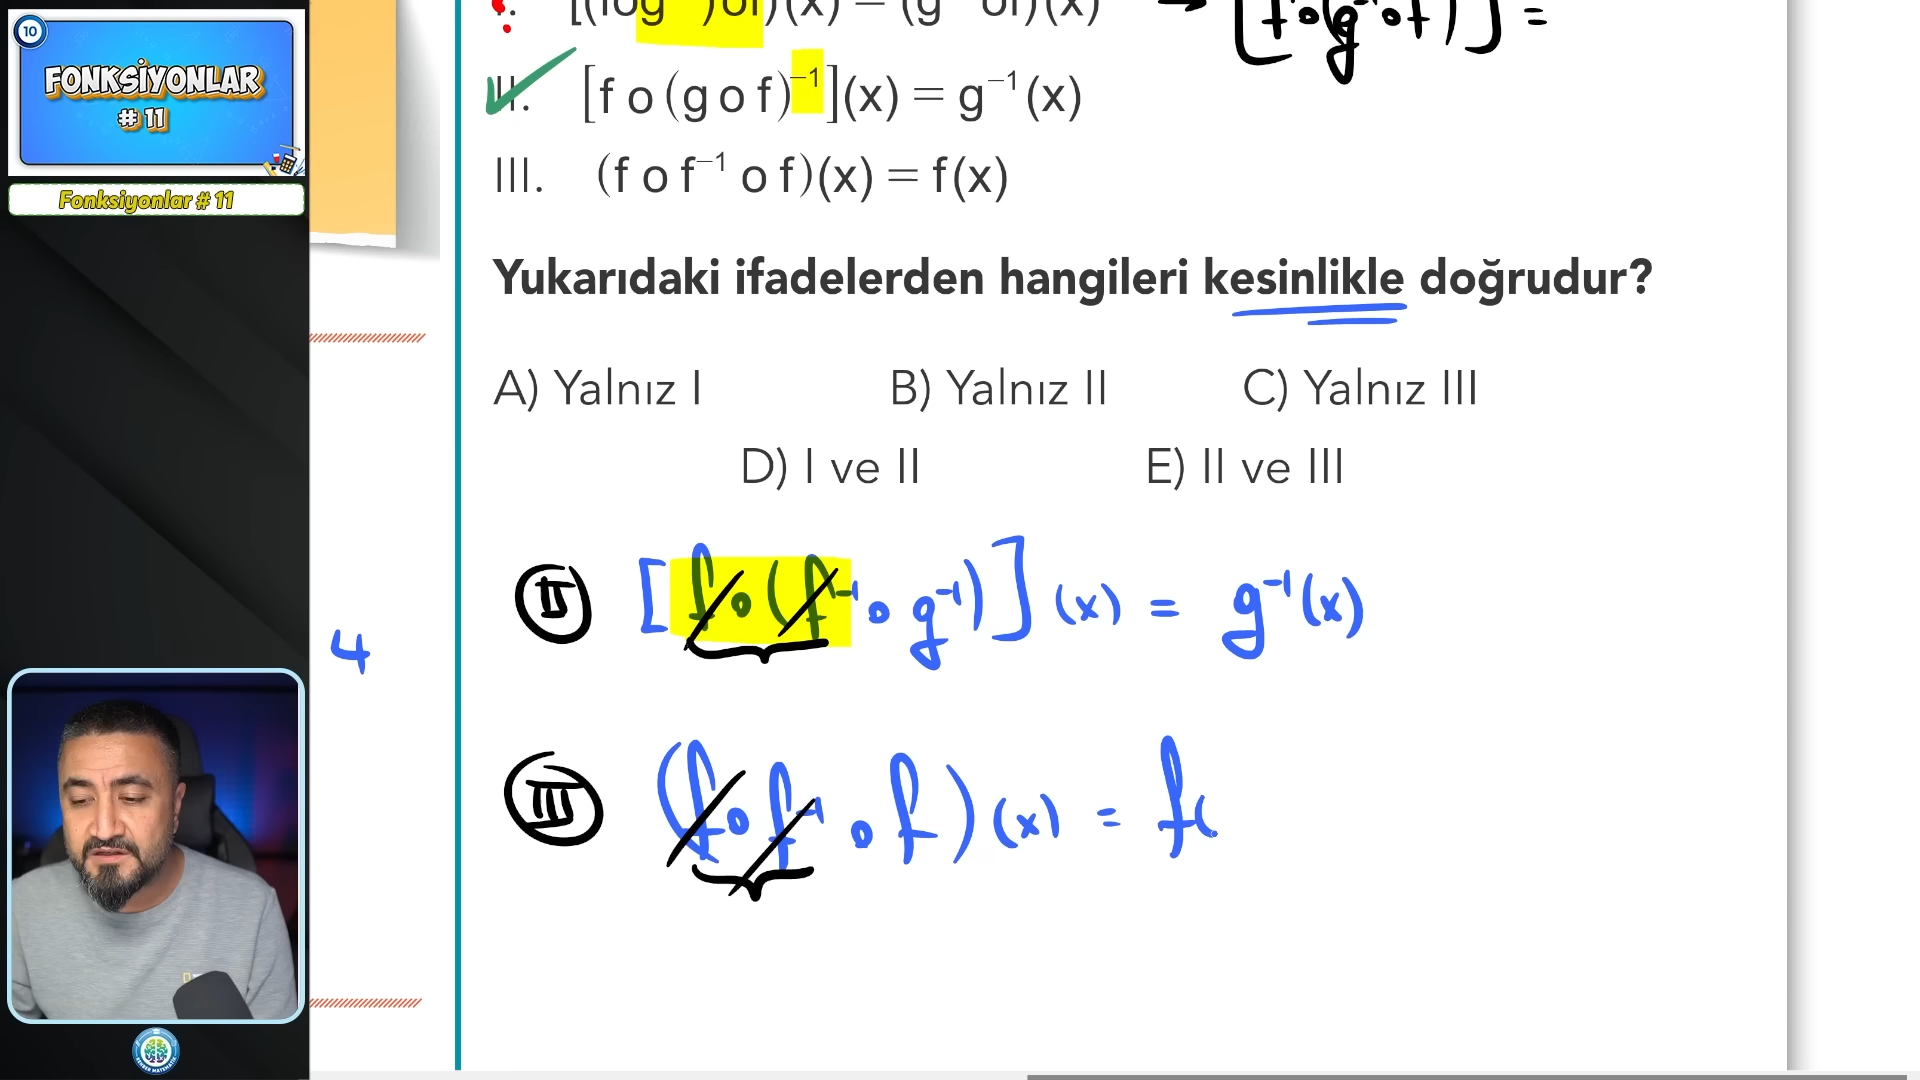 10
FONKSİYONLAR
# 11
Fonksiyonlar # 11
II. [f o (g o f)⁻¹](x) = g⁻¹(x)
III. (f o f⁻¹ o f)(x) = f(x)
Yukarıdaki ifadelerden hangileri kesinlikle doğrudur?
A) Yalnız I B) Yalnız II C) Yalnız III
D) I ve II E) II ve III
II [f o (f⁻¹ o g⁻¹)] (x) = g⁻¹(x)
4
III (f o f⁻¹ o f) (x) = f(